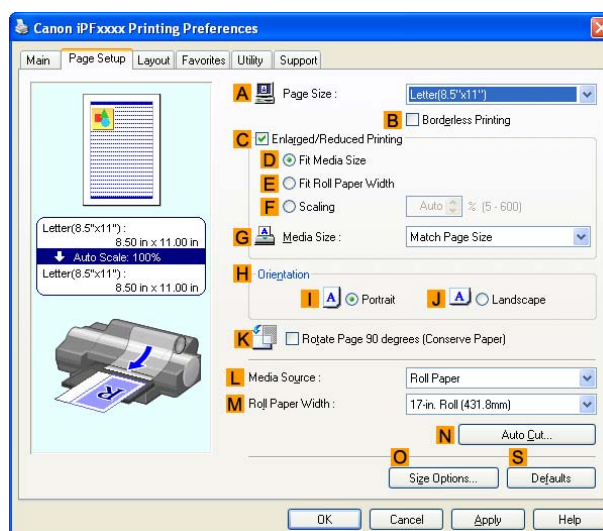 Canon iPFxxxx Printing Preferences
Main Page Setup Layout Favorites Utility Support
A Page Size : Letter(8.5"x11")
B Borderless Printing
C Enlarged/Reduced Printing
D Fit Media Size
E Fit Roll Paper Width
F Scaling Auto % (5 - 600)
G Media Size : Match Page Size
Letter(8.5"x11") :
8.50 in x 11.00 in
Auto Scale: 100%
Letter(8.5"x11") :
8.50 in x 11.00 in
H Orientation
I A Portrait J A Landscape
K Rotate Page 90 degrees (Conserve Paper)
R
L Media Source : Roll Paper
M Roll Paper Width : 17-in. Roll (431.8mm)
N Auto Cut...
O S
Size Options... Defaults
OK Cancel Apply Help